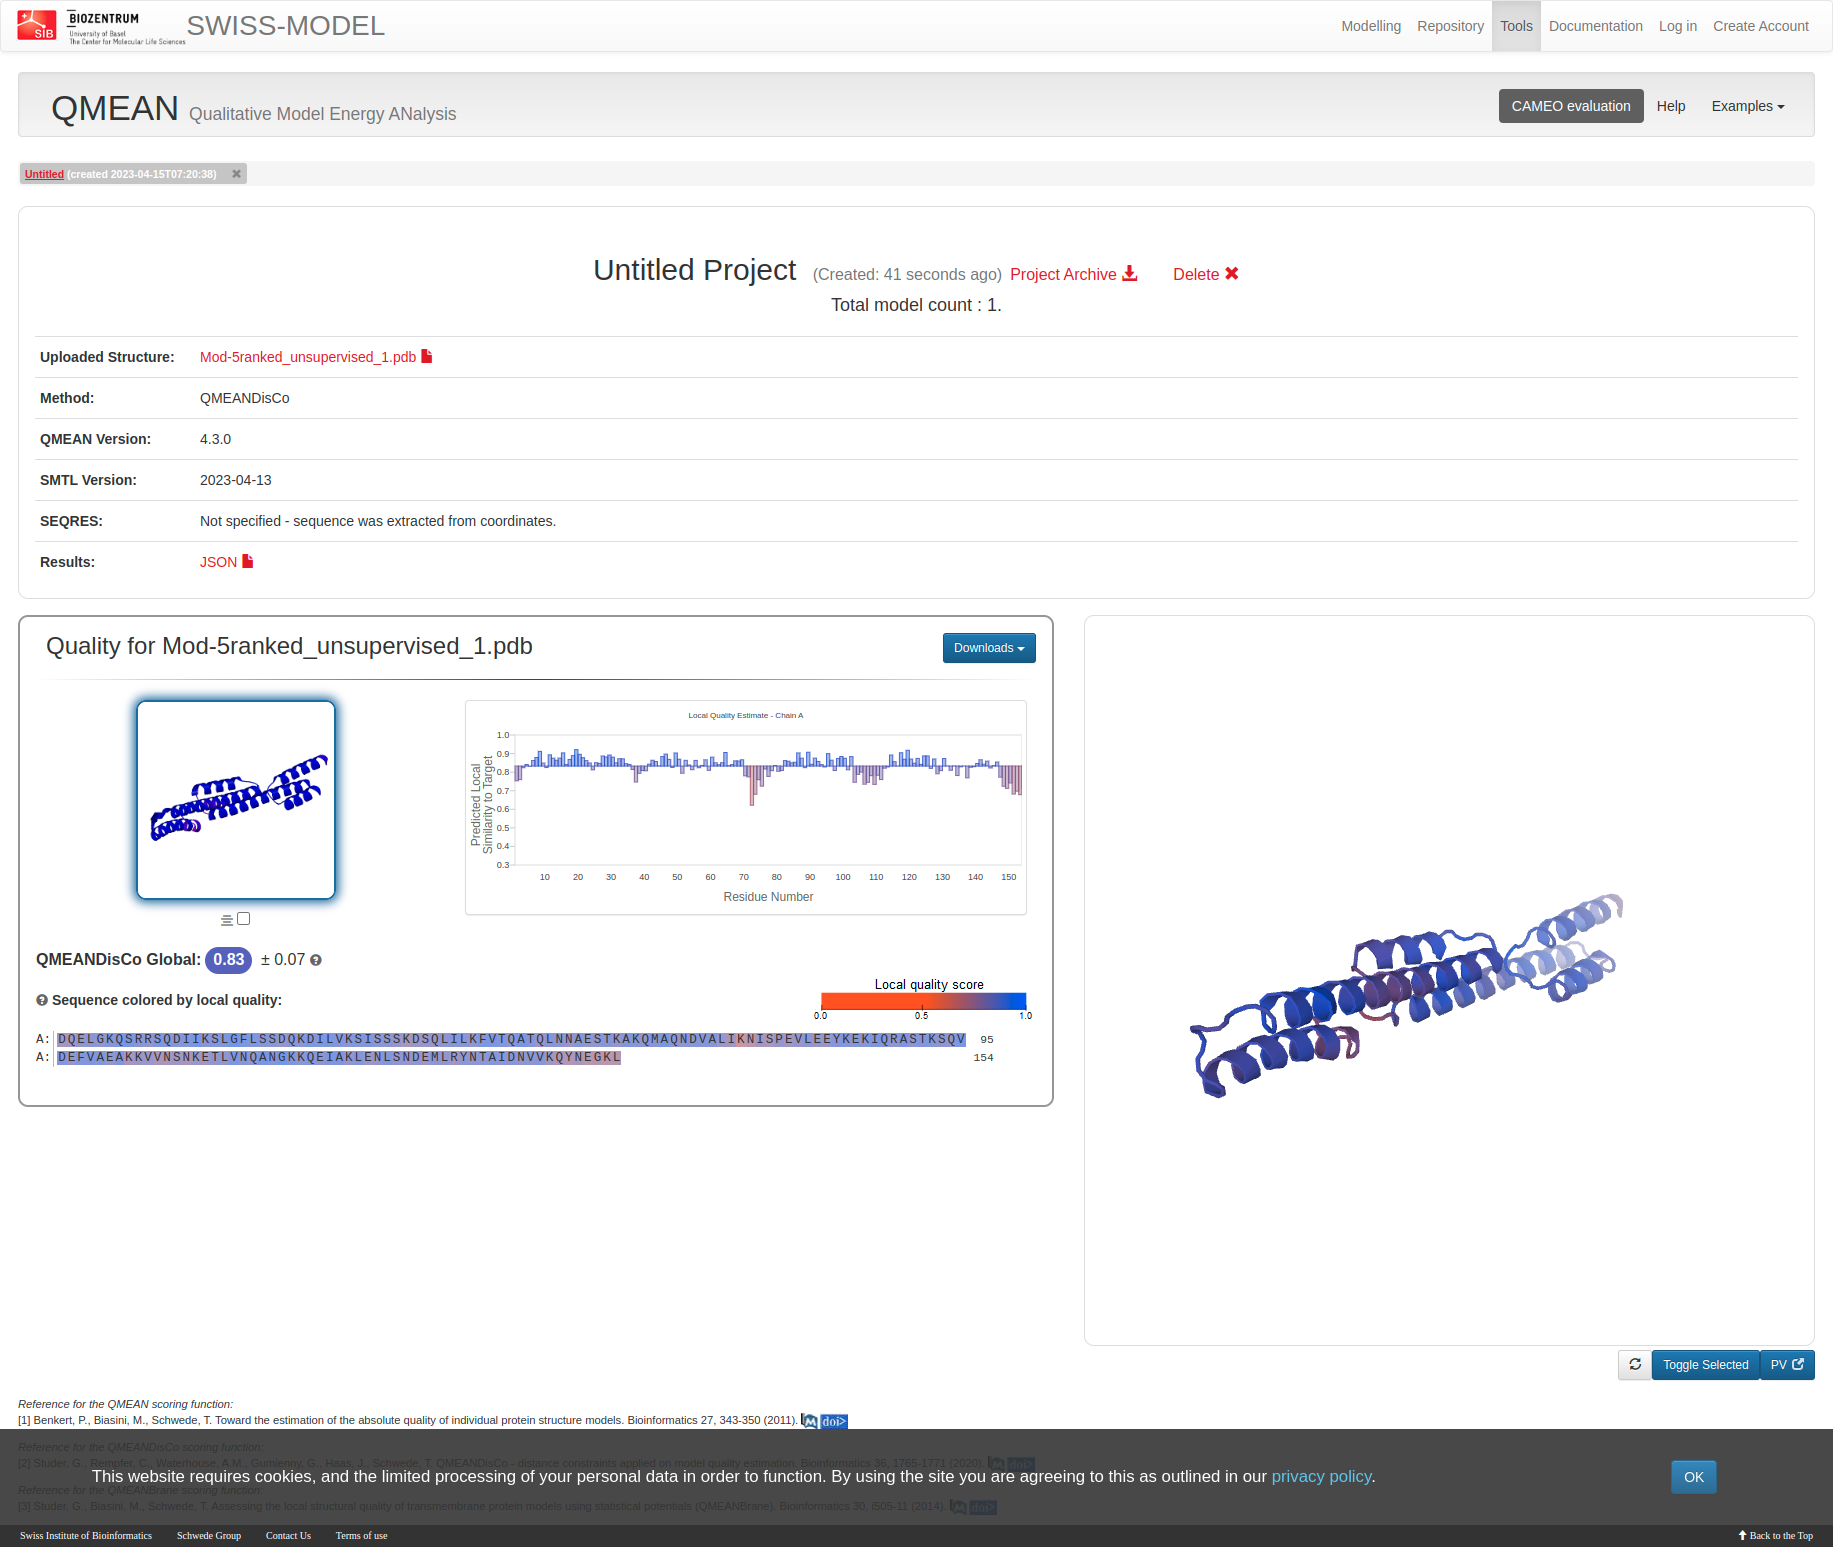 SIB
BIOZENTRUM
University of Basel
The Center for Molecular Life Sciences
SWISS-MODEL
Modelling Repository Tools Documentation Log in Create Account
QMEAN Qualitative Model Energy ANalysis
CAMEO evaluation Help Examples
Untitled (created 2023-04-15T07:20:38) ✖
Untitled Project (Created: 41 seconds ago) Project Archive Delete ✖
Total model count : 1.
Uploaded Structure: Mod-5ranked_unsupervised_1.pdb
Method: QMEANDisCo
QMEAN Version: 4.3.0
SMTL Version: 2023-04-13
SEQRES: Not specified - sequence was extracted from coordinates.
Results: JSON
Quality for Mod-5ranked_unsupervised_1.pdb
Downloads
Local Quality Estimate - Chain A
Predicted Local
Similarity to Target
1.0
0.9
0.8
0.7
0.6
0.5
0.4
0.3
10 20 30 40 50 60 70 80 90 100 110 120 130 140 150
Residue Number
QMEANDisCo Global: 0.83 ± 0.07
Sequence colored by local quality:
Local quality score
0.0 0.5 1.0
A: DQELGKQSRRSQDIIKSLGFLSSDQKDILVKSISSSKDSQLILKFVTQATQLNNAESTKAKQMAQNDVALIKNISPEVLEEYKEKIQRASTKSQV 95
A: DEFVAEAKKVVNSNKETLVNQANGKKQEIAKLENLSNDEMLRYNTAIDNVVKQYNEGKL 154
Toggle Selected PV
Reference for the QMEAN scoring function:
[1] Benkert, P., Biasini, M., Schwede, T. Toward the estimation of the absolute quality of individual protein structure models. Bioinformatics 27, 343-350 (2011). M doi>
Reference for the QMEANDisCo scoring function:
[2] Studer, G., Rempfer, C., Waterhouse, A.M., Gumienny, G., Haas, J., Schwede, T. QMEANDisCo - distance constraints applied on model quality estimation. Bioinformatics 36, 1765-1771 (2020). M doi>
This website requires cookies, and the limited processing of your personal data in order to function. By using the site you are agreeing to this as outlined in our privacy policy.
OK
Reference for the QMEANBrane scoring function:
[3] Studer, G., Biasini, M., Schwede, T. Assessing the local structural quality of transmembrane protein models using statistical potentials (QMEANBrane). Bioinformatics 30, i505-11 (2014). M doi>
Swiss Institute of Bioinformatics Schwede Group Contact Us Terms of use Back to the Top